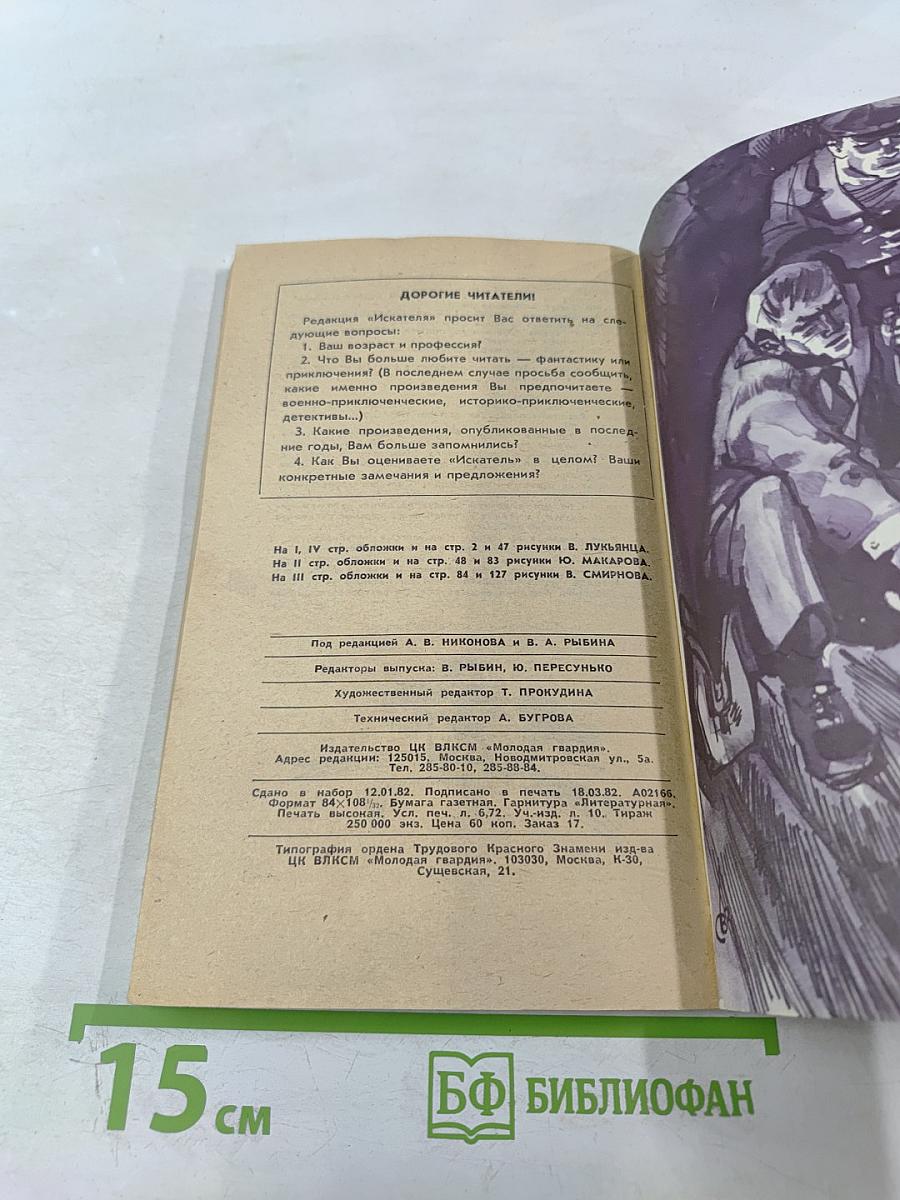 ДОРОГИЕ ЧИТАТЕЛИ!
Редакция «Искателя» просит Вас ответить на сле-
дующие вопросы:
1. Ваш возраст и профессия?
2. Что Вы больше любите читать — фантастику или
приключения? (В последнем случае просьба сообщить,
какие именно произведения Вы предпочитаете —
военно-приключенческие, историко-приключенческие,
детективы...)
3. Какие произведения, опубликованные в послед-
ние годы, Вам больше запомнились?
4. Как Вы оцениваете «Искатель» в целом? Ваши
конкретные замечания и предложения?
На I, IV стр. обложки и на стр. 2 и 47 рисунки В. ЛУКЬЯНЦА.
На II стр. обложки и на стр. 48 и 83 рисунки Ю. МАКАРОВА.
На III стр. обложки и на стр. 84 и 127 рисунки В. СМИРНОВА.
Под редакцией А. В. НИКОНОВА и В. А. РЫБИНА
Редакторы выпуска: В. РЫБИН, Ю. ПЕРЕСУНЬКО
Художественный редактор Т. ПРОКУДИНА
Технический редактор А. БУГРОВА
Издательство ЦК ВЛКСМ «Молодая гвардия».
Адрес редакции: 125015. Москва, Новодмитровская ул., 5а.
Тел. 285-80-10, 285-88-84.
Сдано в набор 12.01.82. Подписано в печать 18.03.82. А02166.
Формат 84×108 1/32. Бумага газетная. Гарнитура «Литературная».
Печать высокая. Усл. печ. л. 6,72. Уч.-изд. л. 10. Тираж
250 000 экз. Цена 60 коп. Заказ 17.
Типография ордена Трудового Красного Знамени изд-ва
ЦК ВЛКСМ «Молодая гвардия». 103030, Москва, К-30,
Сущевская, 21.
15 см
БФ БИБЛИОФАН